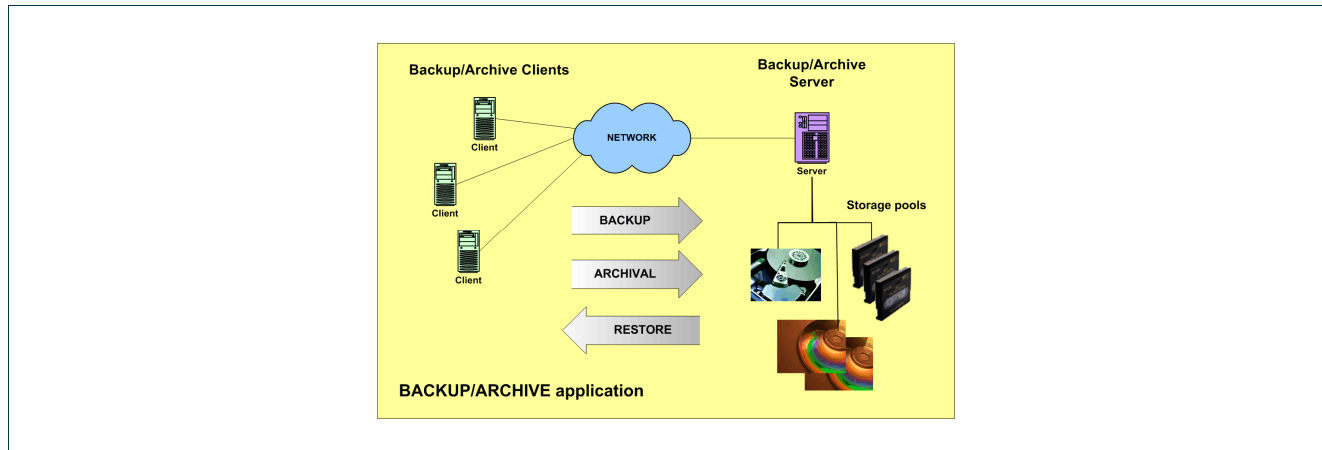 Backup/Archive Clients
Backup/Archive
Server
Client
NETWORK
Server
Client
Storage pools
BACKUP
Client
ARCHIVAL
RESTORE
BACKUP/ARCHIVE application